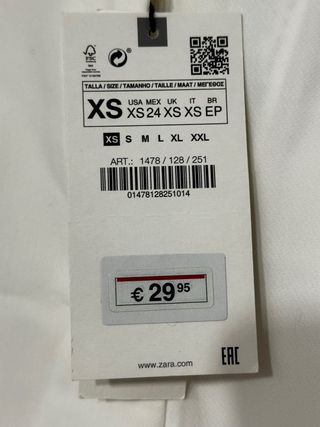 FSC
TALLA / SIZE / TAMANHO / TAILLE / MAAT / ΜΕΓΕΘΟΣ
XS
USA MEX UK IT BR
XS 24 XS XS EP
XS S M L XL XXL
ART.: 1478 / 128 / 251
01478128251014
€ 29 95
www.zara.com
EAC